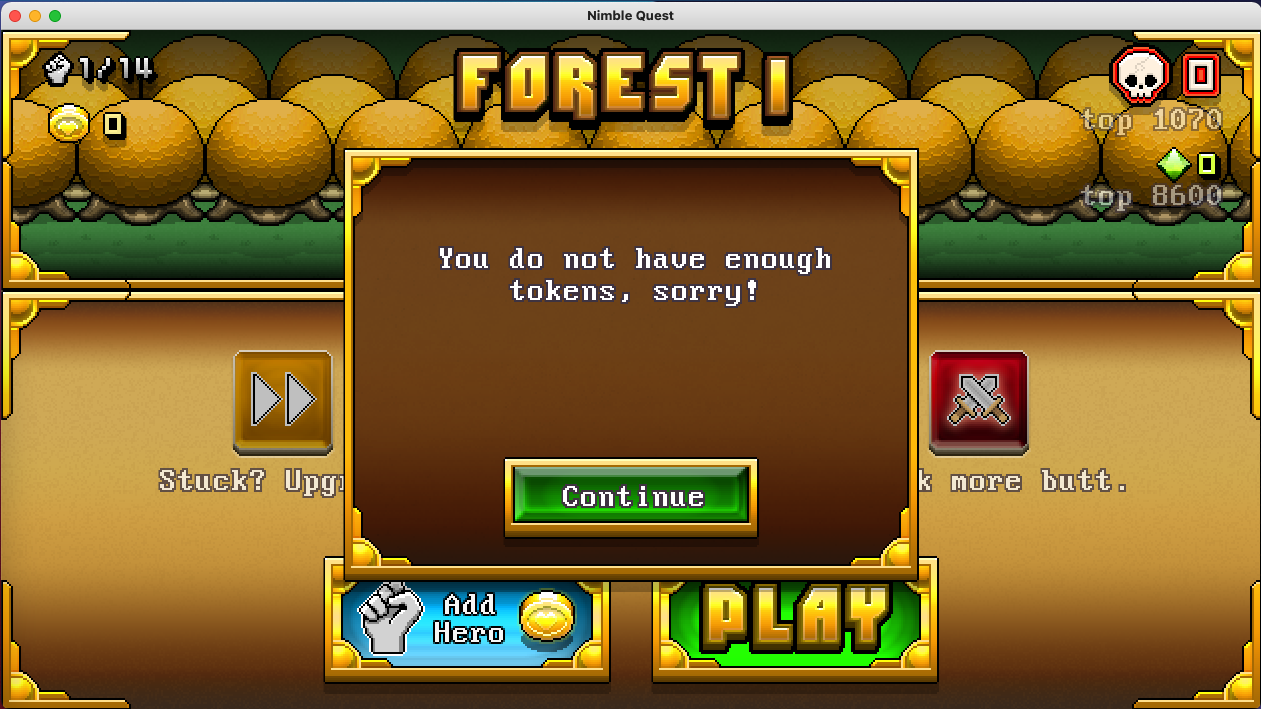 Nimble Quest
1/14
FOREST 1
0
0
top 1070
0
top 8600
You do not have enough
tokens, sorry!
Stuck?
more butt.
Continue
Add
Hero
PLAY